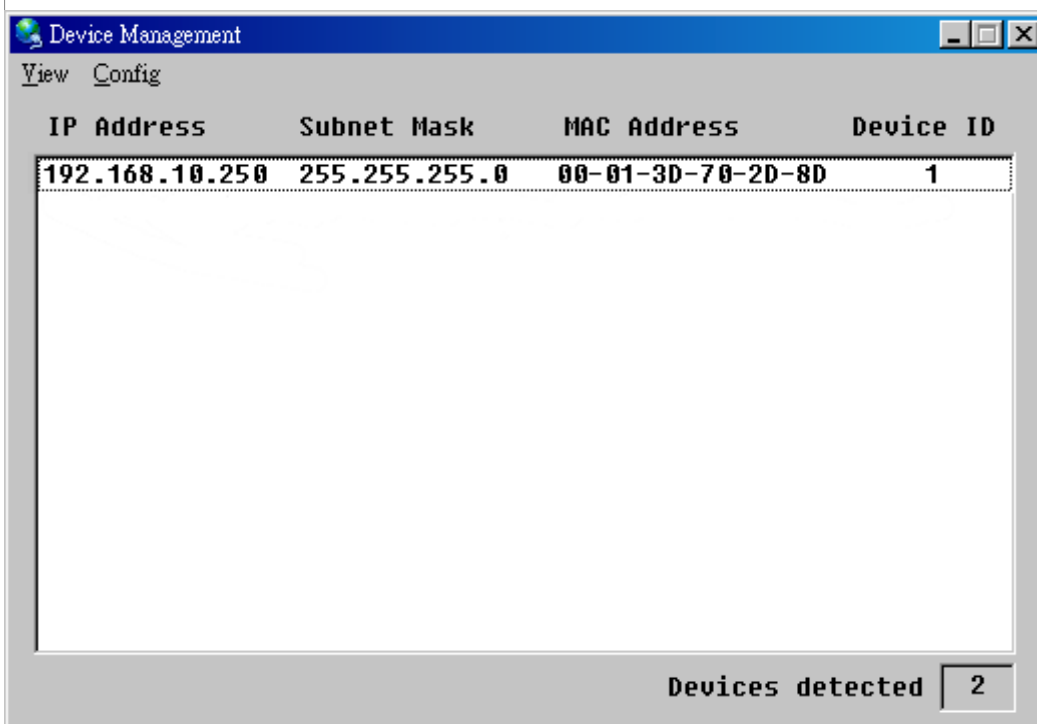 Device Management
View Config
IP Address Subnet Mask MAC Address Device ID
192.168.10.250 255.255.255.0 00-01-3D-70-2D-8D 1
Devices detected 2